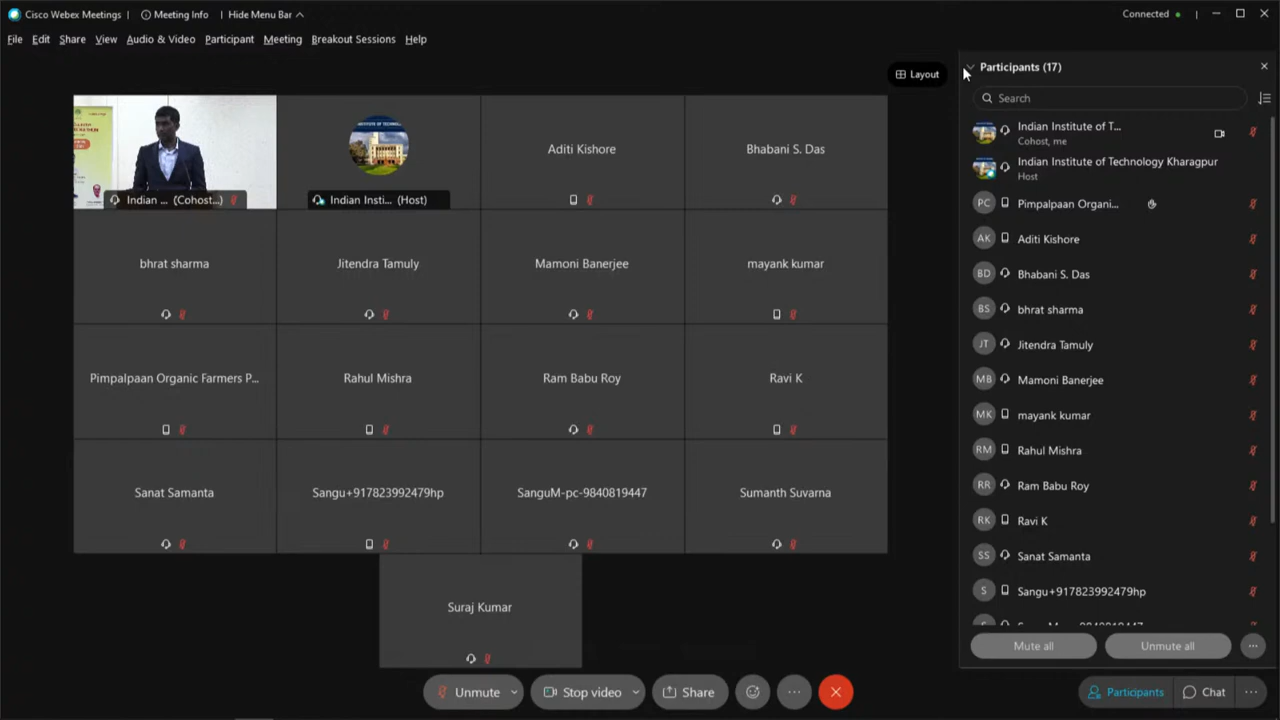 Cisco Webex Meetings | Meeting Info | Hide Menu Bar
Connected
File Edit Share View Audio & Video Participant Meeting Breakout Sessions Help
Layout
Indian ... (Cohost...)
Indian Insti... (Host)
Aditi Kishore
Bhabani S. Das
bhrat sharma
Jitendra Tamuly
Mamoni Banerjee
mayank kumar
Pimpalpaan Organic Farmers P...
Rahul Mishra
Ram Babu Roy
Ravi K
Sanat Samanta
Sangu+917823992479hp
SanguM-pc-9840819447
Sumanth Suvarna
Suraj Kumar
Unmute
Stop video
Share
Participants (17)
Search
Indian Institute of T...
Cohost, me
Indian Institute of Technology Kharagpur
Host
PC Pimpalpaan Organi...
AK Aditi Kishore
BD Bhabani S. Das
BS bhrat sharma
JT Jitendra Tamuly
MB Mamoni Banerjee
MK mayank kumar
RM Rahul Mishra
RR Ram Babu Roy
RK Ravi K
SS Sanat Samanta
S Sangu+917823992479hp
Mute all
Unmute all
Participants
Chat